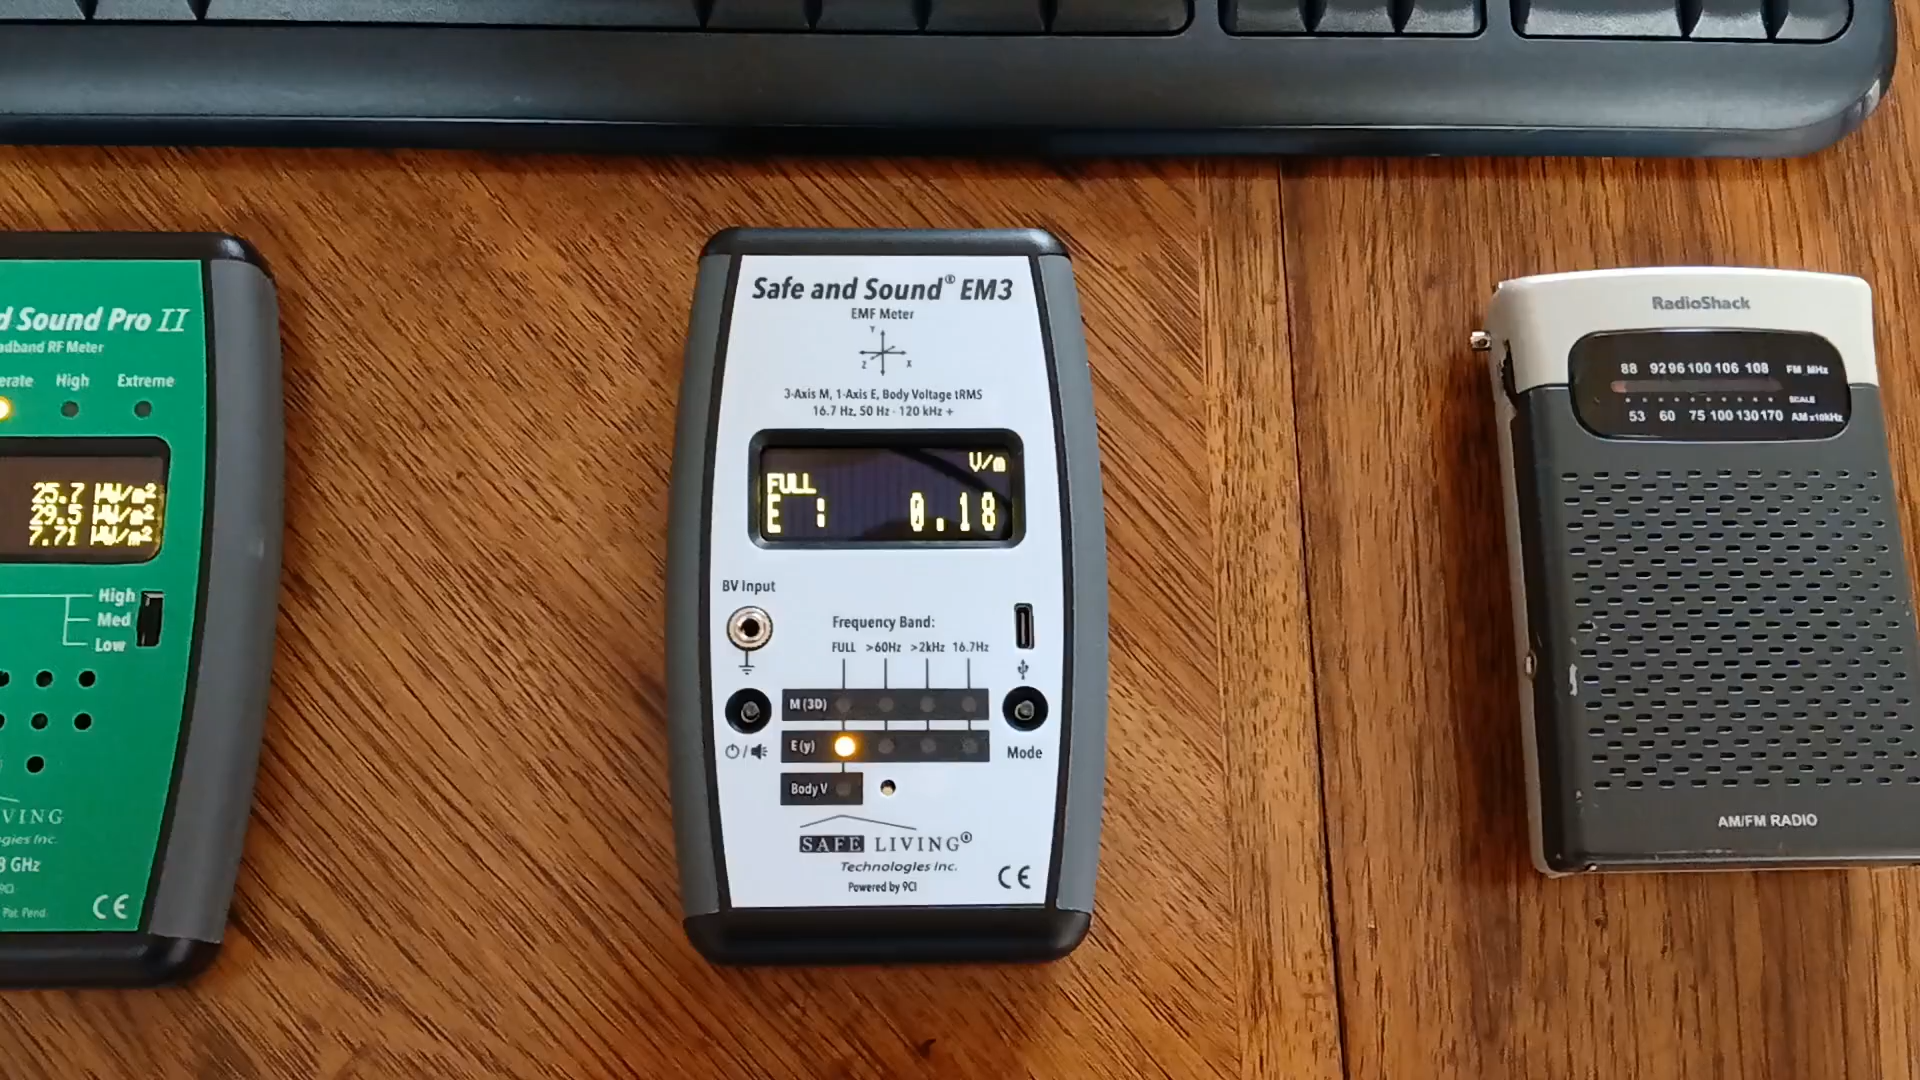 d Sound Pro II
adband RF Meter
erate High Extreme
25.7 µW/m²
29.5 µW/m²
7.71 µW/m²
High
Med
Low
VING
gies Inc.
8 GHz
Pat. Pend.
CE
Safe and Sound® EM3
EMF Meter
Y
Z X
3-Axis M, 1-Axis E, Body Voltage tRMS
16.7 Hz, 50 Hz - 120 kHz +
V/m
FULL
E : 0.18
BV Input
Frequency Band:
FULL >60Hz >2kHz 16.7Hz
M (3D)
E (y)
Mode
Body V
SAFE LIVING®
Technologies Inc.
Powered by 9CI
CE
RadioShack
88 92 96 100 106 108 FM MHz
SCALE
53 60 75 100 130 170 AM x10kHz
AM/FM RADIO